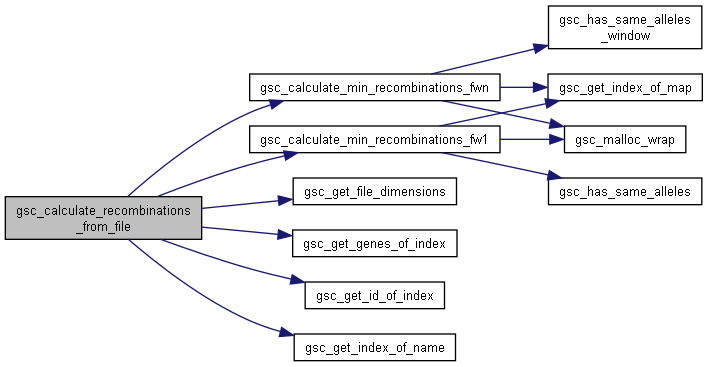 gsc_has_same_alleles
_window
gsc_calculate_min_recombinations_fwn
gsc_get_index_of_map
gsc_calculate_min_recombinations_fw1
gsc_malloc_wrap
gsc_get_file_dimensions
gsc_has_same_alleles
gsc_calculate_recombinations
_from_file
gsc_get_genes_of_index
gsc_get_id_of_index
gsc_get_index_of_name